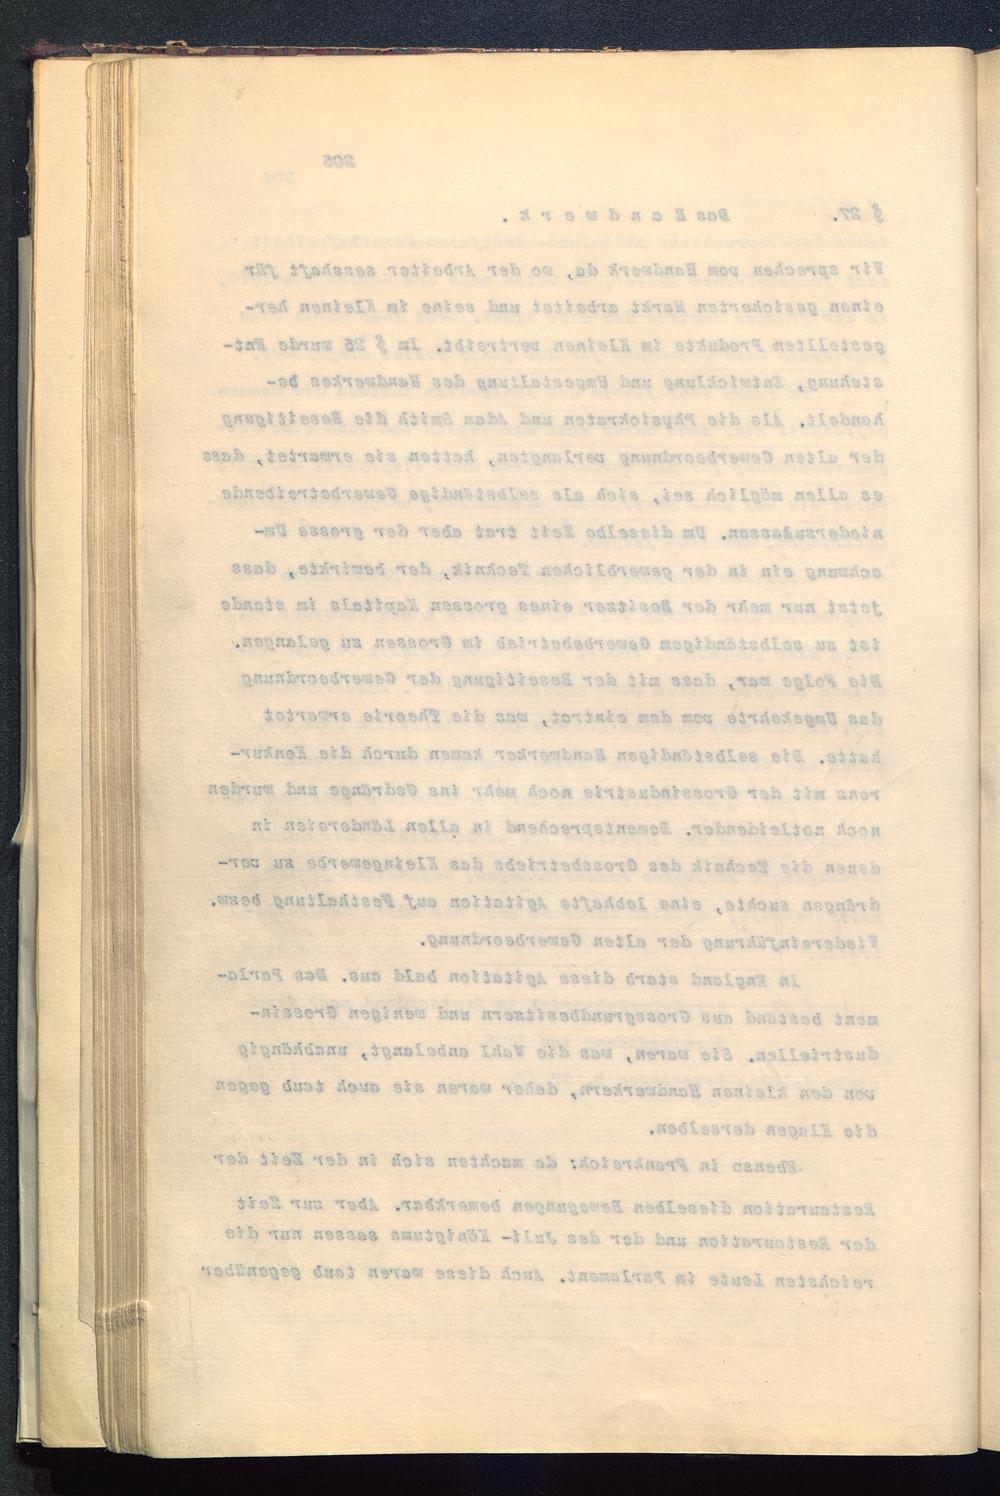 205
§ 27. Das H a n d w e r k .
Wir sprechen vom Handwerk da, wo der Arbeiter sesshaft für
einen gesicherten Markt arbeitet und seine im Kleinen her-
gestellten Produkte im Kleinen vertreibt. In § 25 wurde Ent-
stehung, Entwicklung und Umgestaltung des Handwerkes be-
handelt. Als die Physiokraten und Adam Smith die Beseitigung
der alten Gewerbeordnung verlangten, hatten sie erwartet, dass
es allen möglich sei, sich als selbständige Gewerbetreibende
niederzulassen. Um dieselbe Zeit trat aber der grosse Um-
schwung ein in der gewerblichen Technik, der bewirkte, dass
jetzt nur mehr der Besitzer eines grossen Kapitals im stande
ist zu selbständigem Gewerbebetrieb im Grossen zu gelangen.
Die Folge war, dass mit der Beseitigung der Gewerbeordnung
das Umgekehrte vom dem eintrat, was die Theorie erwartet
hatte. Die selbständigen Handwerker kamen durch die Konkur-
renz mit der Grossindustrie noch mehr ins Gedränge und wurden
noch notleidender. Dementsprechend in allen Ländereien in
denen die Technik des Grossbetriebs das Kleingewerbe zu ver-
drängen suchte, eine lebhafte Agitation auf Festhaltung bezw.
Wiedereinführung der alten Gewerbeordnung.
In England starb diese Agitation bald aus. Das Parla-
ment bestand aus Grossgrundbesitzern und wenigen Grossin-
dustriellen. Sie waren, was die Wahl anbelangt, unabhängig
von den kleinen Handwerkern, daher waren sie auch taub gegen
die Klagen derselben.
Ebenso in Frankreich: da machten sich in der Zeit der
Restauration dieselben Bewegungen bemerkbar. Aber zur Zeit
der Restauration und der des Juli- Königtums sassen nur die
reichsten Leute im Parlament. Auch diese waren taub gegenüber